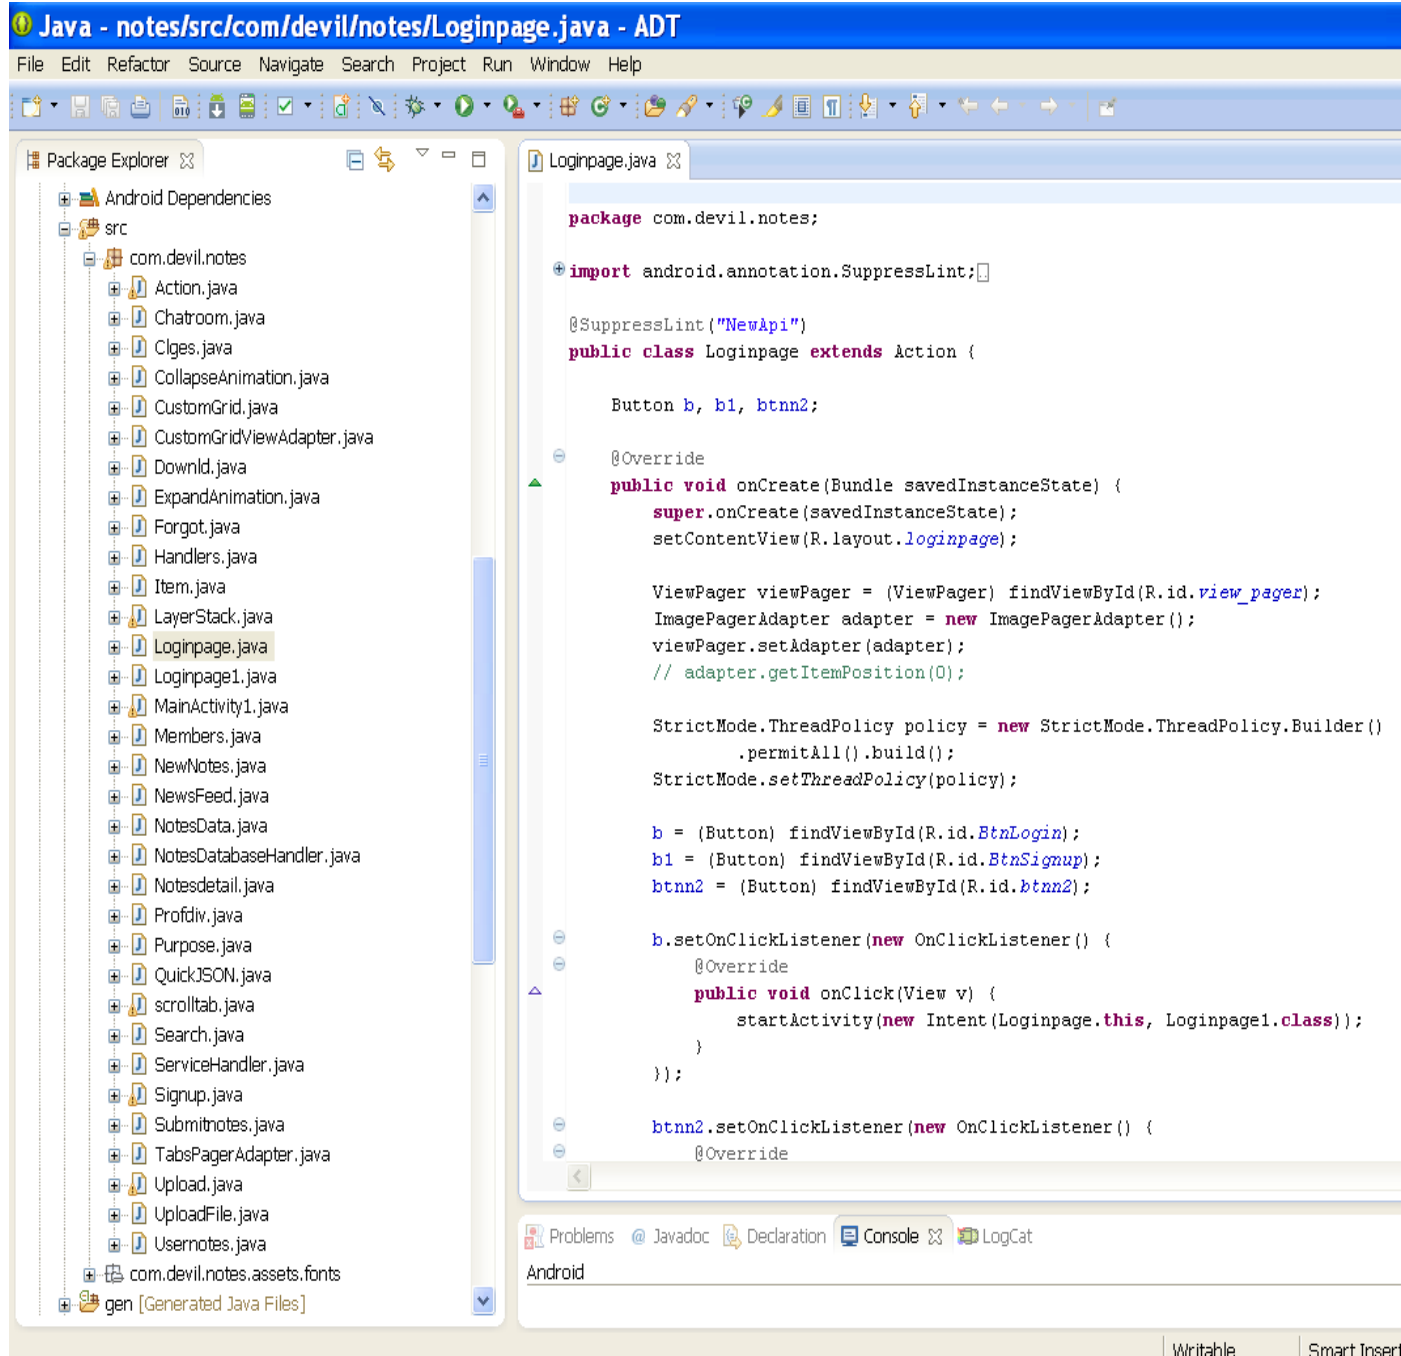 Java - notes/src/com/devil/notes/Loginpage.java - ADT
File Edit Refactor Source Navigate Search Project Run Window Help
Package Explorer
Android Dependencies
src
com.devil.notes
Action.java
Chatroom.java
Clges.java
CollapseAnimation.java
CustomGrid.java
CustomGridViewAdapter.java
Downld.java
ExpandAnimation.java
Forgot.java
Handlers.java
Item.java
LayerStack.java
Loginpage.java
Loginpage1.java
MainActivity1.java
Members.java
NewNotes.java
NewsFeed.java
NotesData.java
NotesDatabaseHandler.java
Notesdetail.java
Profdiv.java
Purpose.java
QuickJSON.java
scrolltab.java
Search.java
ServiceHandler.java
Signup.java
Submitnotes.java
TabsPagerAdapter.java
Upload.java
UploadFile.java
Usernotes.java
com.devil.notes.assets.fonts
gen [Generated Java Files]
Loginpage.java
package com.devil.notes;
import android.annotation.SuppressLint;
@SuppressLint("NewApi")
public class Loginpage extends Action {
Button b, b1, btnn2;
@Override
public void onCreate(Bundle savedInstanceState) {
super.onCreate(savedInstanceState);
setContentView(R.layout.loginpage);
ViewPager viewPager = (ViewPager) findViewById(R.id.view_pager);
ImagePagerAdapter adapter = new ImagePagerAdapter();
viewPager.setAdapter(adapter);
// adapter.getItemPosition(0);
StrictMode.ThreadPolicy policy = new StrictMode.ThreadPolicy.Builder()
.permitAll().build();
StrictMode.setThreadPolicy(policy);
b = (Button) findViewById(R.id.BtnLogin);
b1 = (Button) findViewById(R.id.BtnSignup);
btnn2 = (Button) findViewById(R.id.btnn2);
b.setOnClickListener(new OnClickListener() {
@Override
public void onClick(View v) {
startActivity(new Intent(Loginpage.this, Loginpage1.class));
}
});
btnn2.setOnClickListener(new OnClickListener() {
@Override
Problems @ Javadoc Declaration Console LogCat
Android
Writable Smart Insert